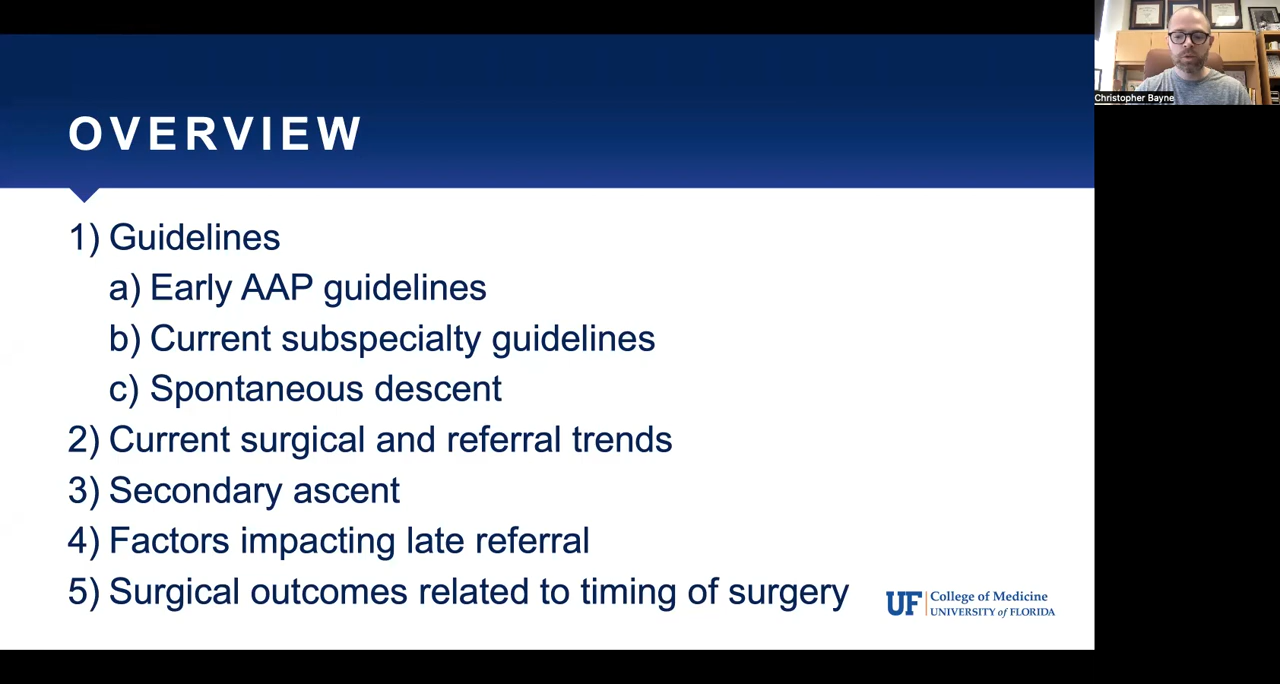 OVERVIEW
1) Guidelines
a) Early AAP guidelines
b) Current subspecialty guidelines
c) Spontaneous descent
2) Current surgical and referral trends
3) Secondary ascent
4) Factors impacting late referral
5) Surgical outcomes related to timing of surgery
UF College of Medicine
UNIVERSITY of FLORIDA
Christopher Bayne